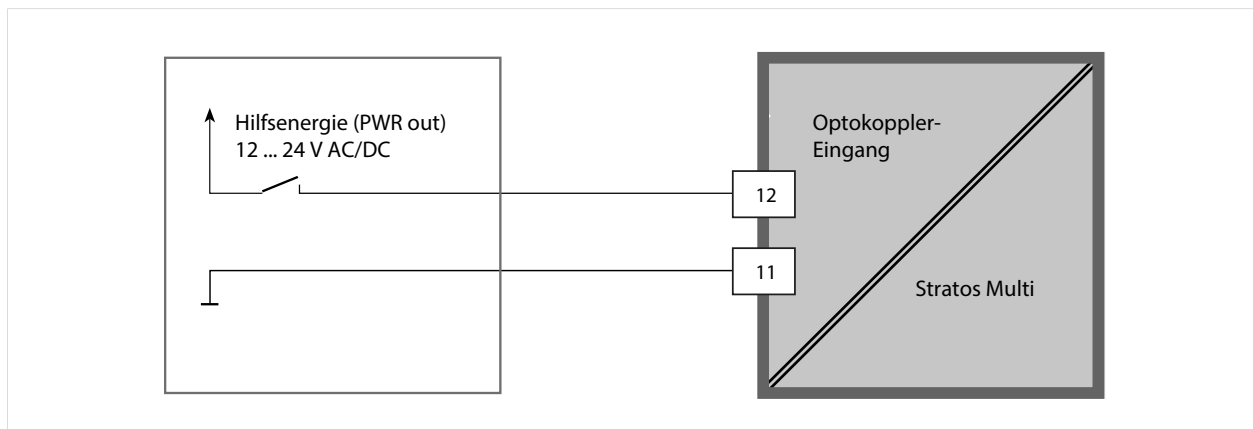 Hilfsenergie (PWR out)
12 ... 24 V AC/DC
Optokoppler-
Eingang
12
11
Stratos Multi